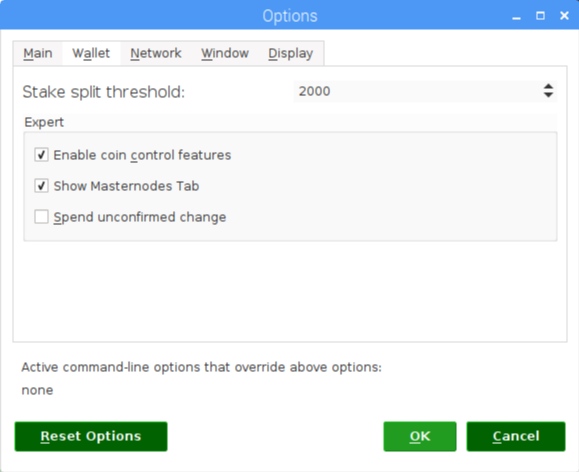 Options
Main Wallet Network Window Display
Stake split threshold: 2000
Expert
Enable coin control features
Show Masternodes Tab
Spend unconfirmed change
Active command-line options that override above options:
none
Reset Options OK Cancel